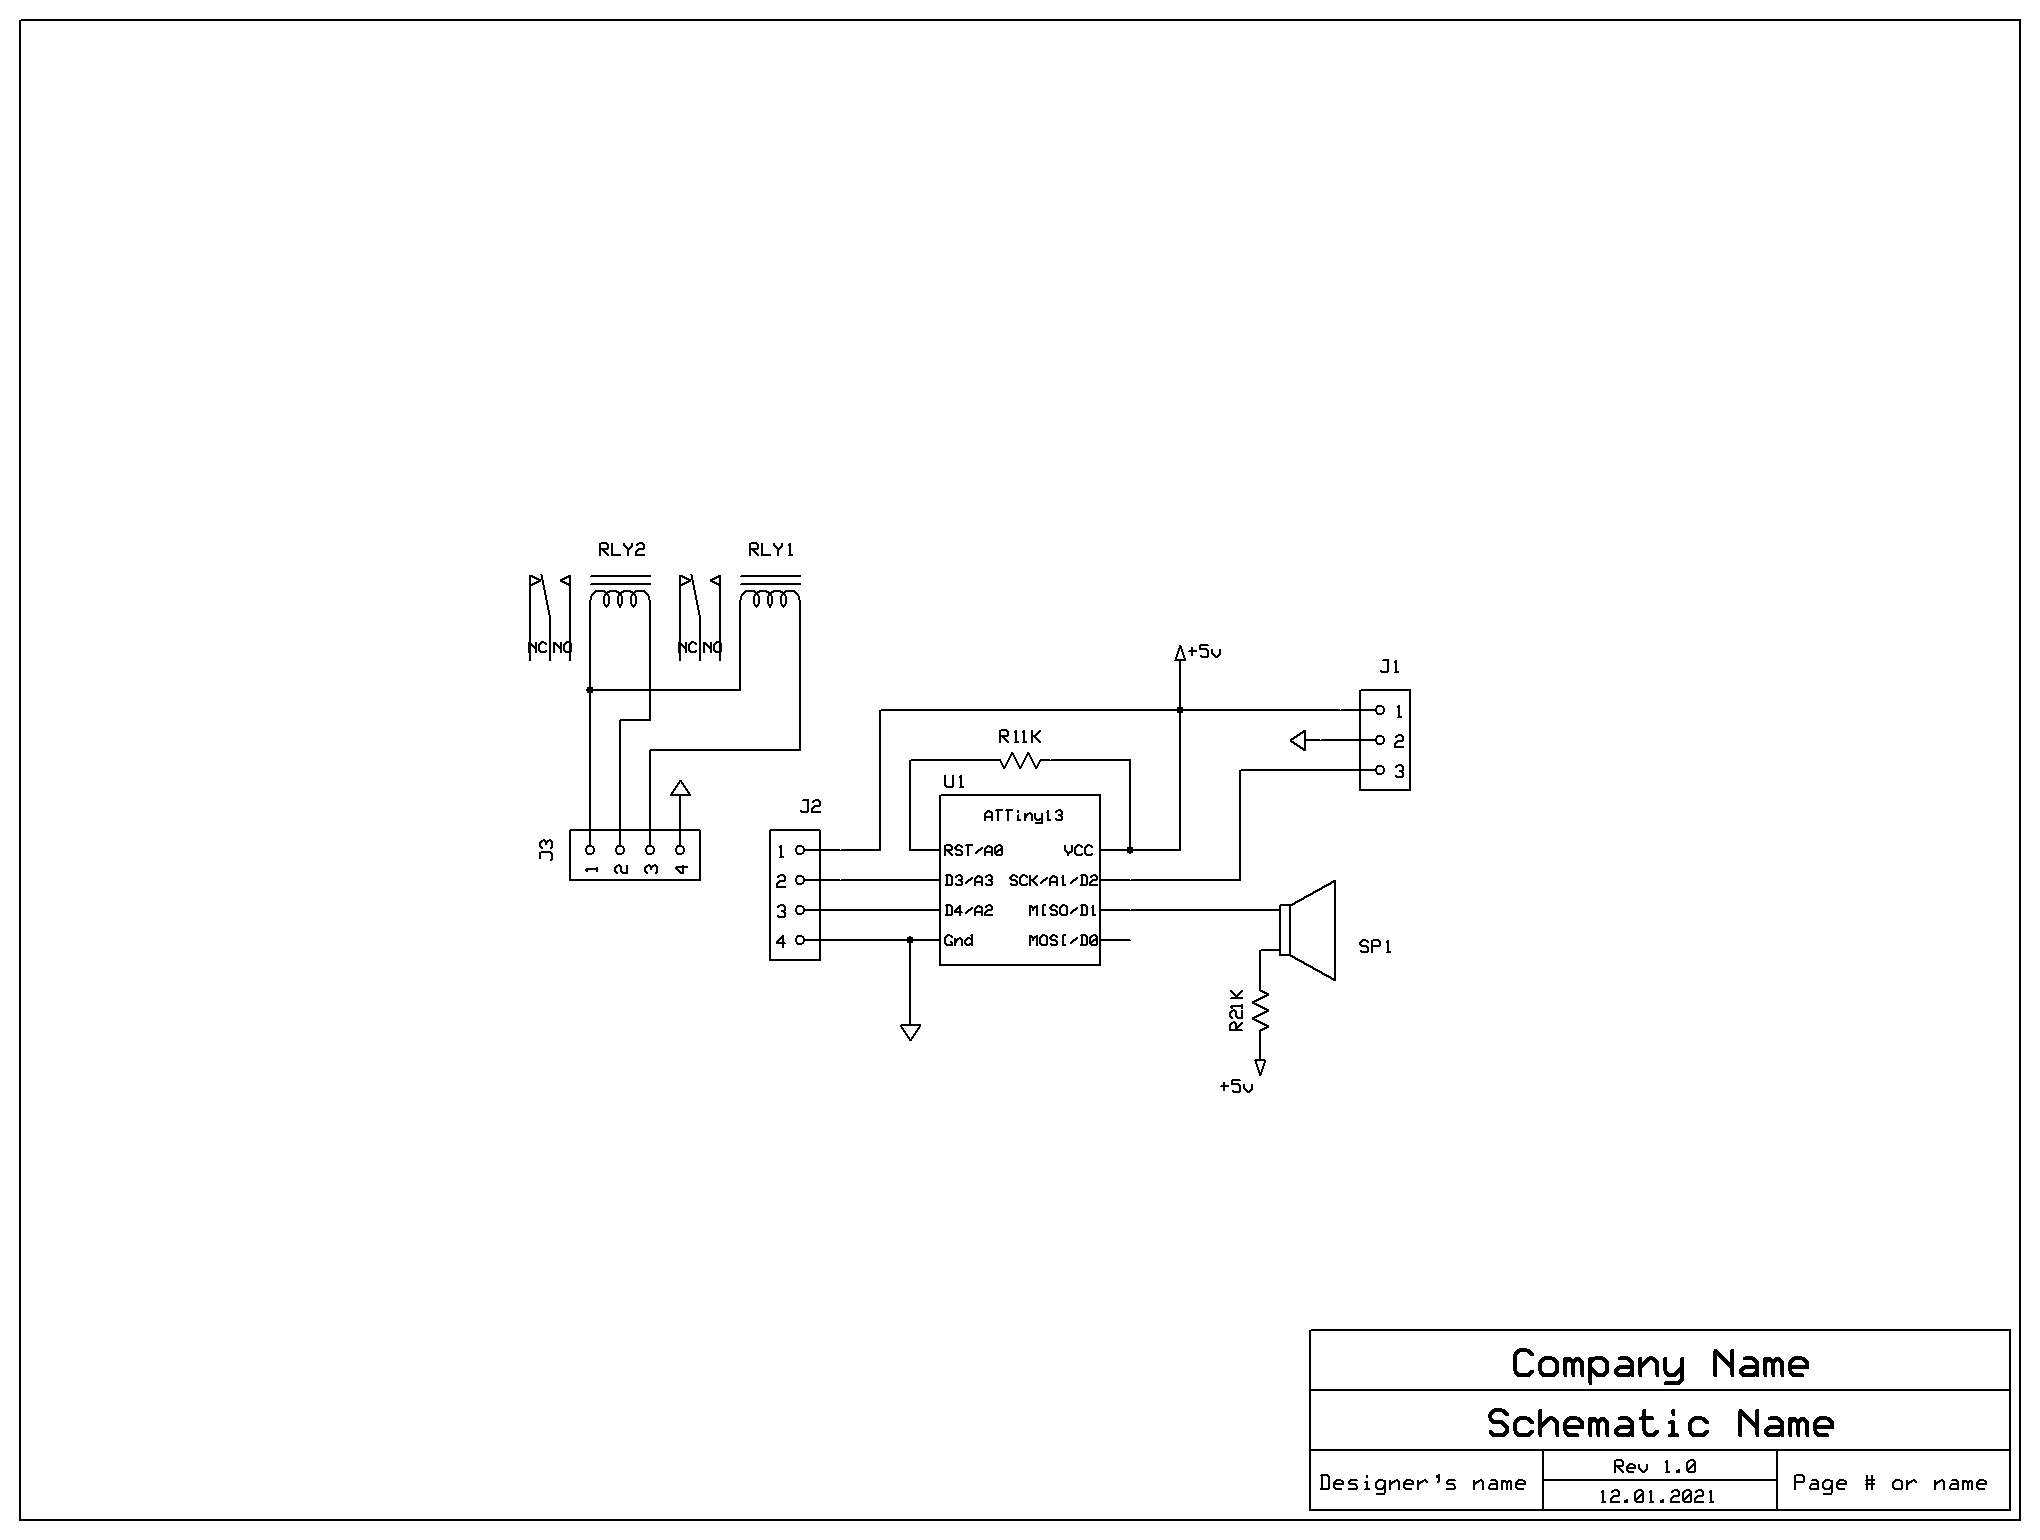 RLY2 RLY1
NC NO NC NO
+5v
J1
1
2
3
R11K
U1
ATTiny13
J2
J3
1 2 3 4
1
2
3
4
RST/A0 VCC
D3/A3 SCK/A1/D2
D4/A2 MISO/D1
Gnd MOSI/D0
SP1
R21K
+5v
Company Name
Schematic Name
Designer's name
Rev 1.0
12.01.2021
Page # or name